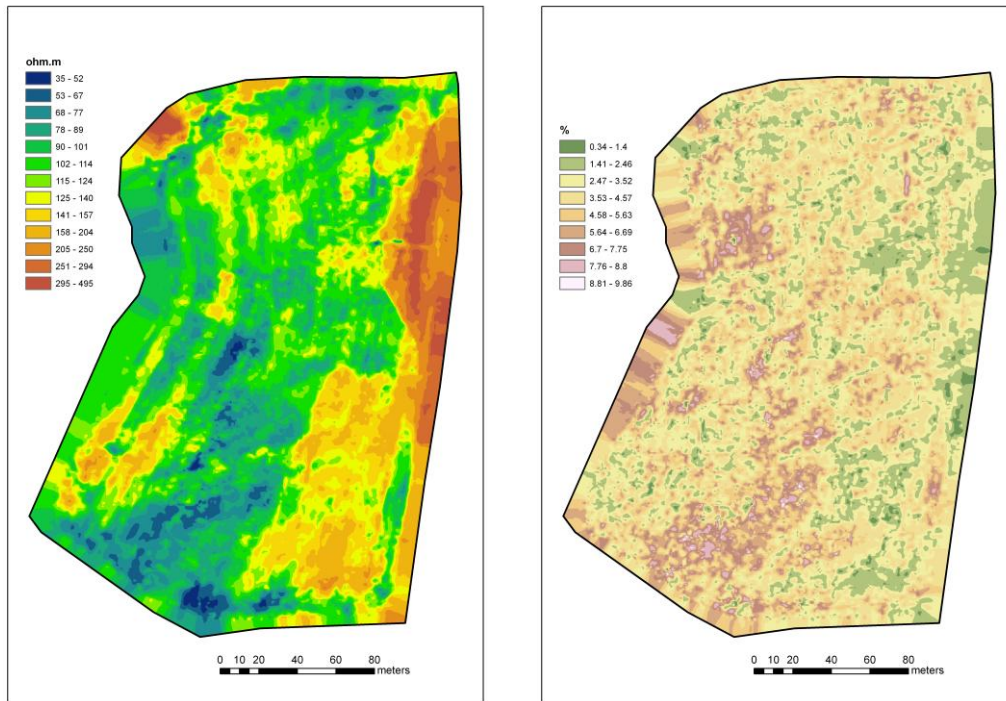 ohm.m
35 - 52
53 - 67
68 - 77
78 - 89
90 - 101
102 - 114
115 - 124
125 - 140
141 - 157
158 - 204
205 - 250
251 - 294
295 - 495
0 10 20 40 60 80
meters
%
0.34 - 1.4
1.41 - 2.46
2.47 - 3.52
3.53 - 4.57
4.58 - 5.63
5.64 - 6.69
6.7 - 7.75
7.76 - 8.8
8.81 - 9.86
0 10 20 40 60 80
meters